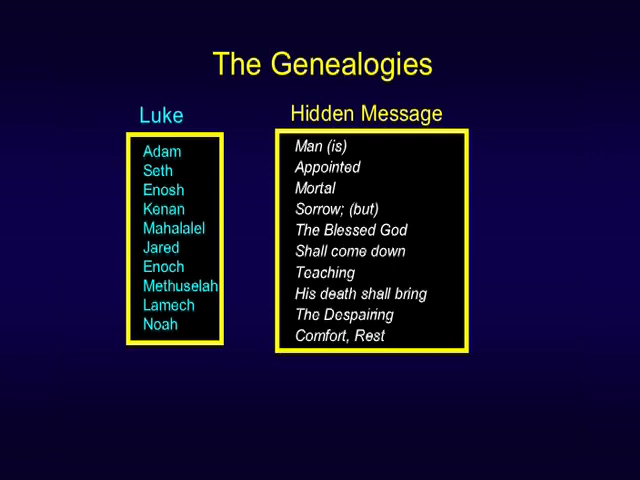 The Genealogies
Luke
Adam
Seth
Enosh
Kenan
Mahalalel
Jared
Enoch
Methuselah
Lamech
Noah
Hidden Message
Man (is)
Appointed
Mortal
Sorrow; (but)
The Blessed God
Shall come down
Teaching
His death shall bring
The Despairing
Comfort, Rest